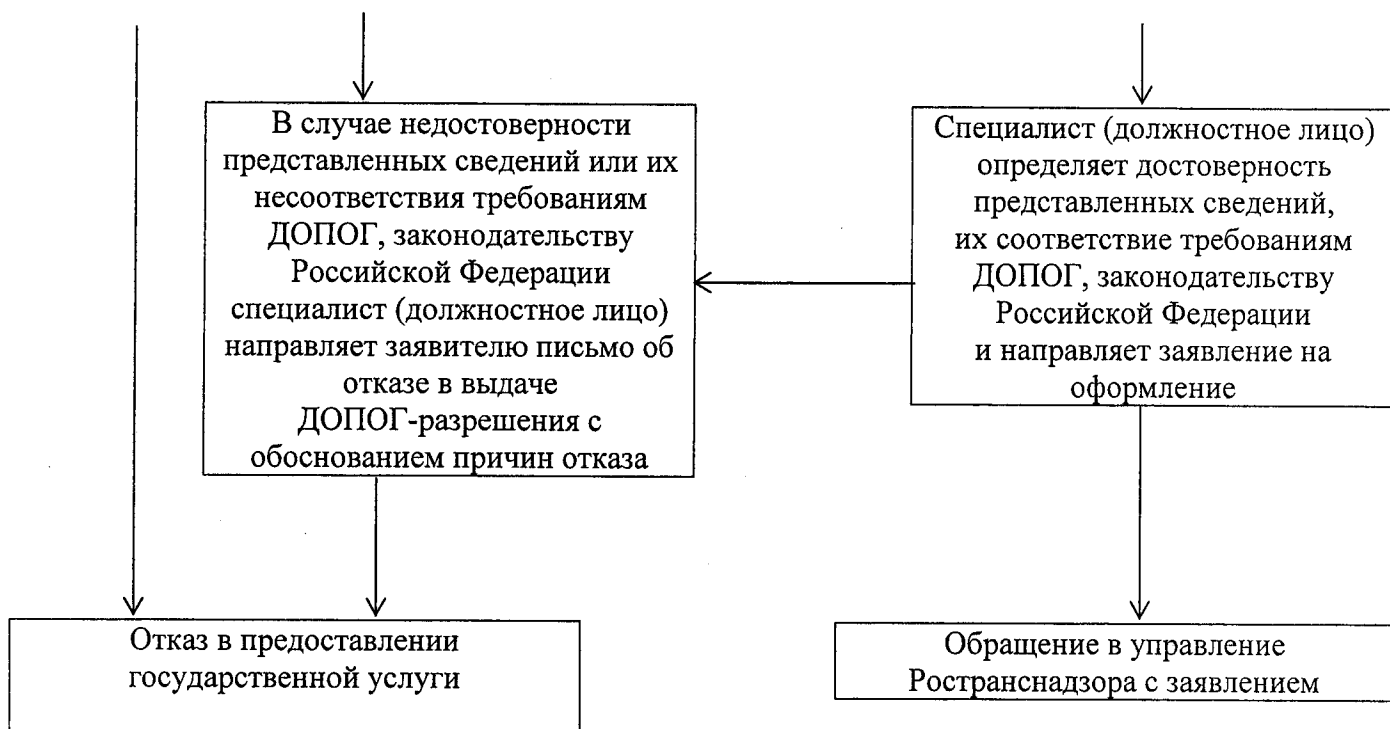 В случае недостоверности
представленных сведений или их
несоответствия требованиям
ДОПОГ, законодательству
Российской Федерации
специалист (должностное лицо)
направляет заявителю письмо об
отказе в выдаче
ДОПОГ-разрешения с
обоснованием причин отказа
Специалист (должностное лицо)
определяет достоверность
представленных сведений,
их соответствие требованиям
ДОПОГ, законодательству
Российской Федерации
и направляет заявление на
оформление
Отказ в предоставлении
государственной услуги
Обращение в управление
Ространснадзора с заявлением